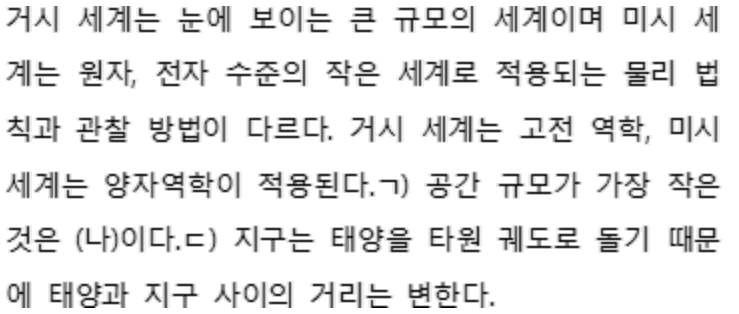 거시 세계는 눈에 보이는 큰 규모의 세계이며 미시 세
계는 원자, 전자 수준의 작은 세계로 적용되는 물리 법
칙과 관찰 방법이 다르다. 거시 세계는 고전 역학, 미시
세계는 양자역학이 적용된다.ㄱ) 공간 규모가 가장 작은
것은 (나)이다.ㄷ) 지구는 태양을 타원 궤도로 돌기 때문
에 태양과 지구 사이의 거리는 변한다.